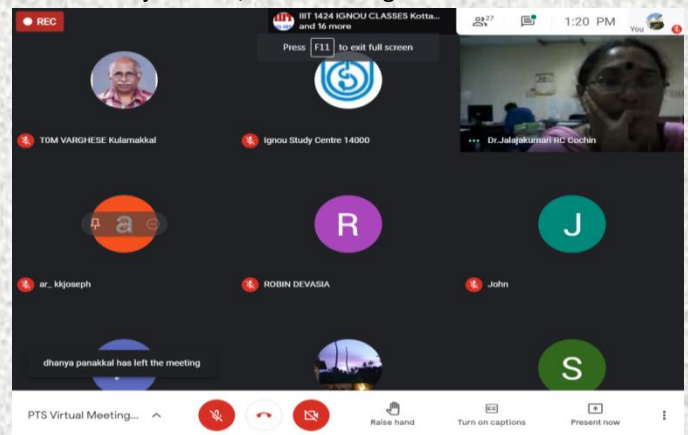 REC
IIIT 1424 IGNOU CLASSES Kotta...
and 16 more
27
1:20 PM
You
Press F11 to exit full screen
TOM VARGHESE Kulamakkal
Ignou Study Centre 14000
Dr.Jalajakumari RC Cochin
a
R
J
ar_ kkjoseph
ROBIN DEVASIA
John
dhanya panakkal has left the meeting
S
PTS Virtual Meeting...
Raise hand
Turn on captions
Present now